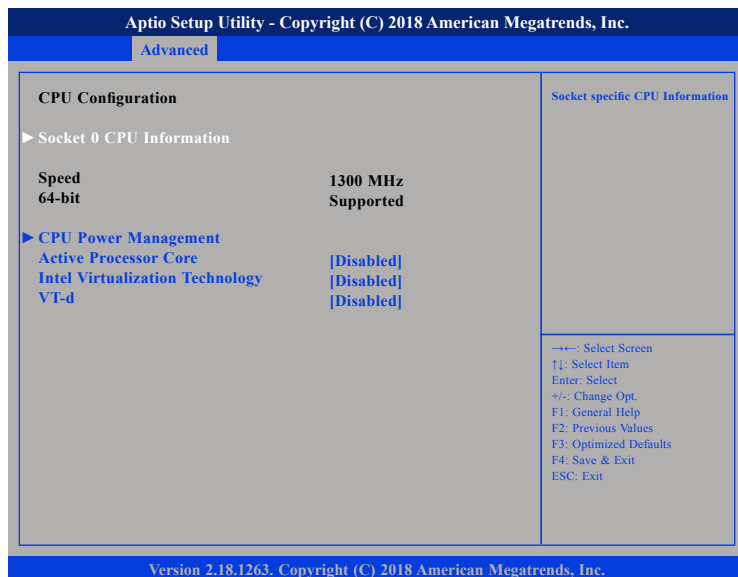 Aptio Setup Utility - Copyright (C) 2018 American Megatrends, Inc.
Advanced
CPU Configuration
► Socket 0 CPU Information
Speed 1300 MHz
64-bit Supported
► CPU Power Management
Active Processor Core [Disabled]
Intel Virtualization Technology [Disabled]
VT-d [Disabled]
Socket specific CPU Information
→←: Select Screen
↑↓: Select Item
Enter: Select
+/-: Change Opt.
F1: General Help
F2: Previous Values
F3: Optimized Defaults
F4: Save & Exit
ESC: Exit
Version 2.18.1263. Copyright (C) 2018 American Megatrends, Inc.